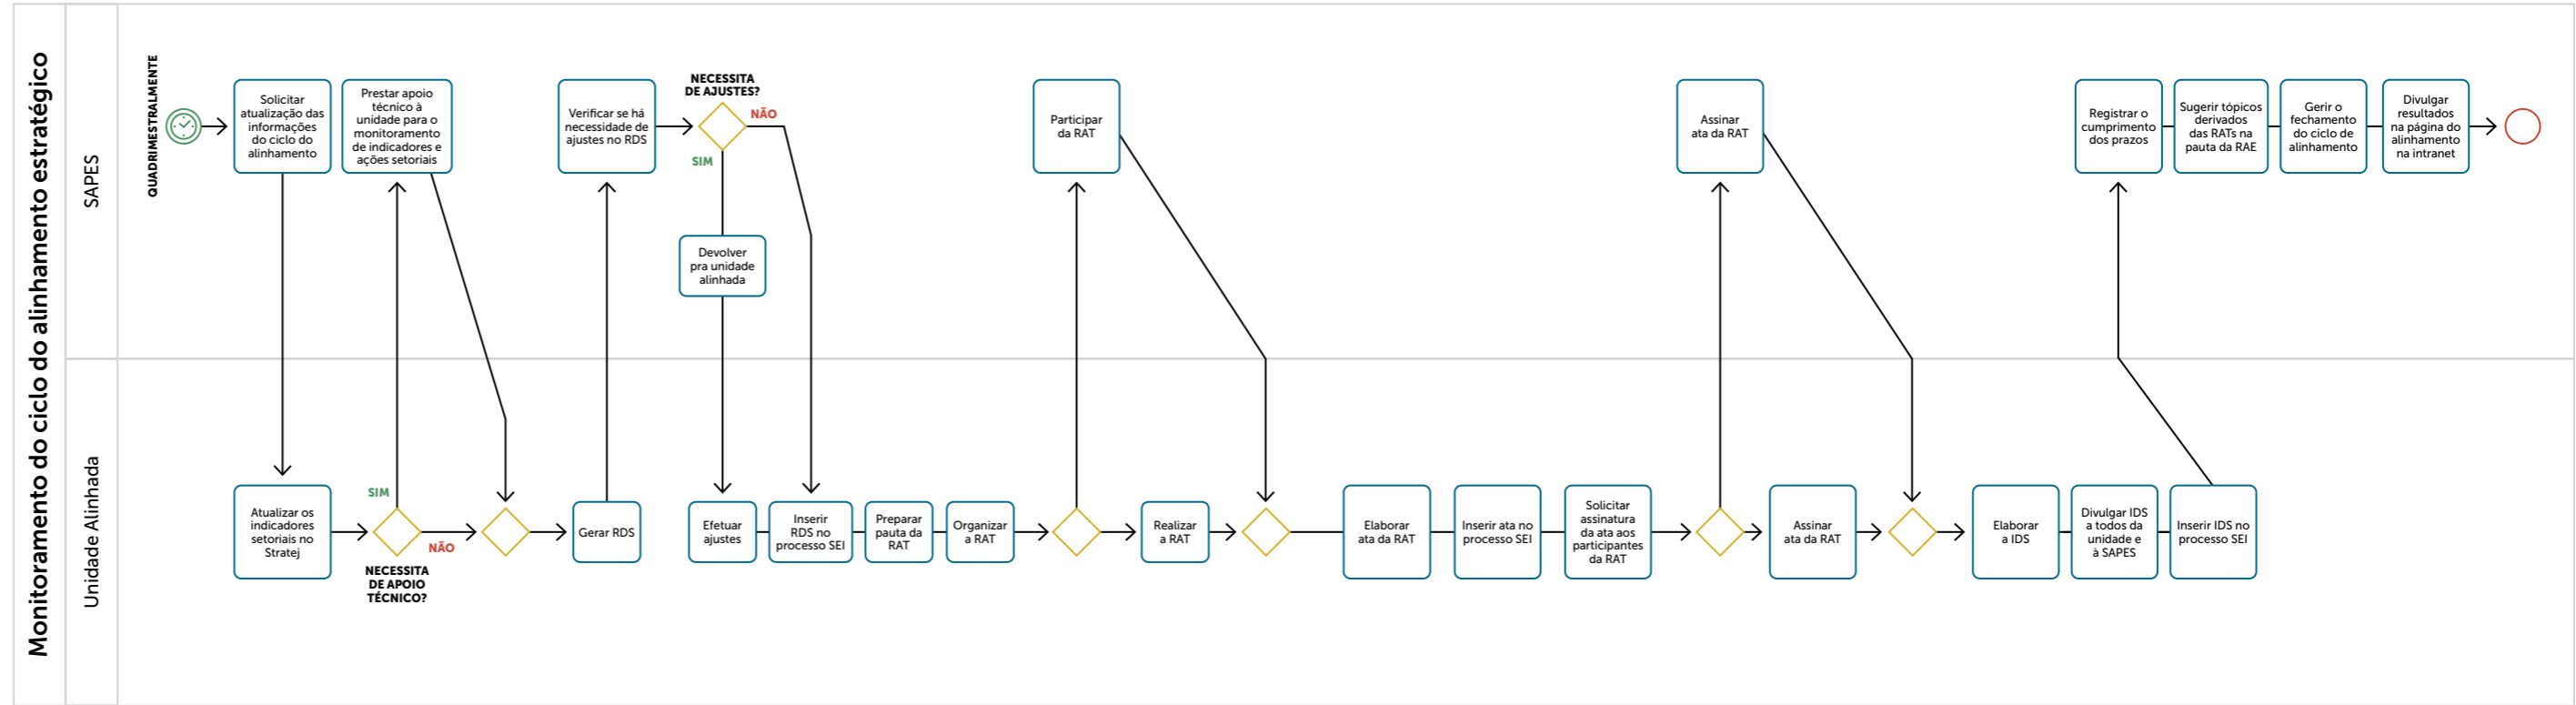 Monitoramento do ciclo do alinhamento estratégico
SAPES
QUADRIMESTRALMENTE
Solicitar
atualização das
informações
do ciclo do
alinhamento
Prestar apoio
técnico à
unidade para o
monitoramento
de indicadores e
ações setoriais
Verificar se há
necessidade de
ajustes no RDS
NECESSITA
DE AJUSTES?
NÃO
SIM
Devolver
pra unidade
alinhada
Participar
da RAT
Assinar
ata da RAT
Registrar o
cumprimento
dos prazos
Sugerir tópicos
derivados
das RATs na
pauta da RAE
Gerir o
fechamento
do ciclo de
alinhamento
Divulgar
resultados
na página do
alinhamento
na intranet
Unidade Alinhada
Atualizar os
indicadores
setoriais no
Stratej
SIM
NÃO
NECESSITA
DE APOIO
TÉCNICO?
Gerar RDS
Efetuar
ajustes
Inserir
RDS no
processo SEI
Preparar
pauta da
RAT
Organizar
a RAT
Realizar
a RAT
Elaborar
ata da RAT
Inserir ata no
processo SEI
Solicitar
assinatura
da ata aos
participantes
da RAT
Assinar
ata da RAT
Elaborar
a IDS
Divulgar IDS
a todos da
unidade e
à SAPES
Inserir IDS no
processo SEI